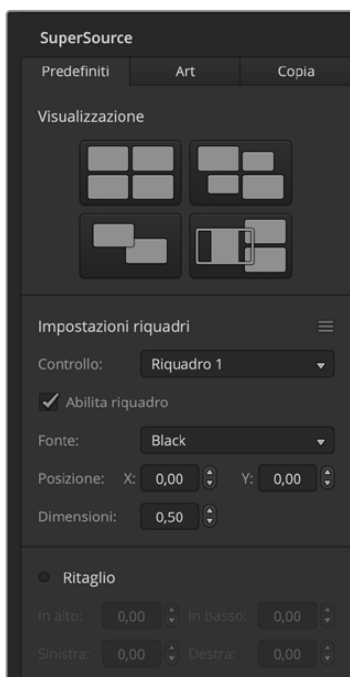 SuperSource
Predefiniti Art Copia
Visualizzazione
Impostazioni riquadri
Controllo: Riquadro 1
Abilita riquadro
Fonte: Black
Posizione: X: 0,00 Y: 0,00
Dimensioni: 0,50
Ritaglio
In alto: 0,00 In basso: 0,00
Sinistra: 0,00 Destra: 0,00